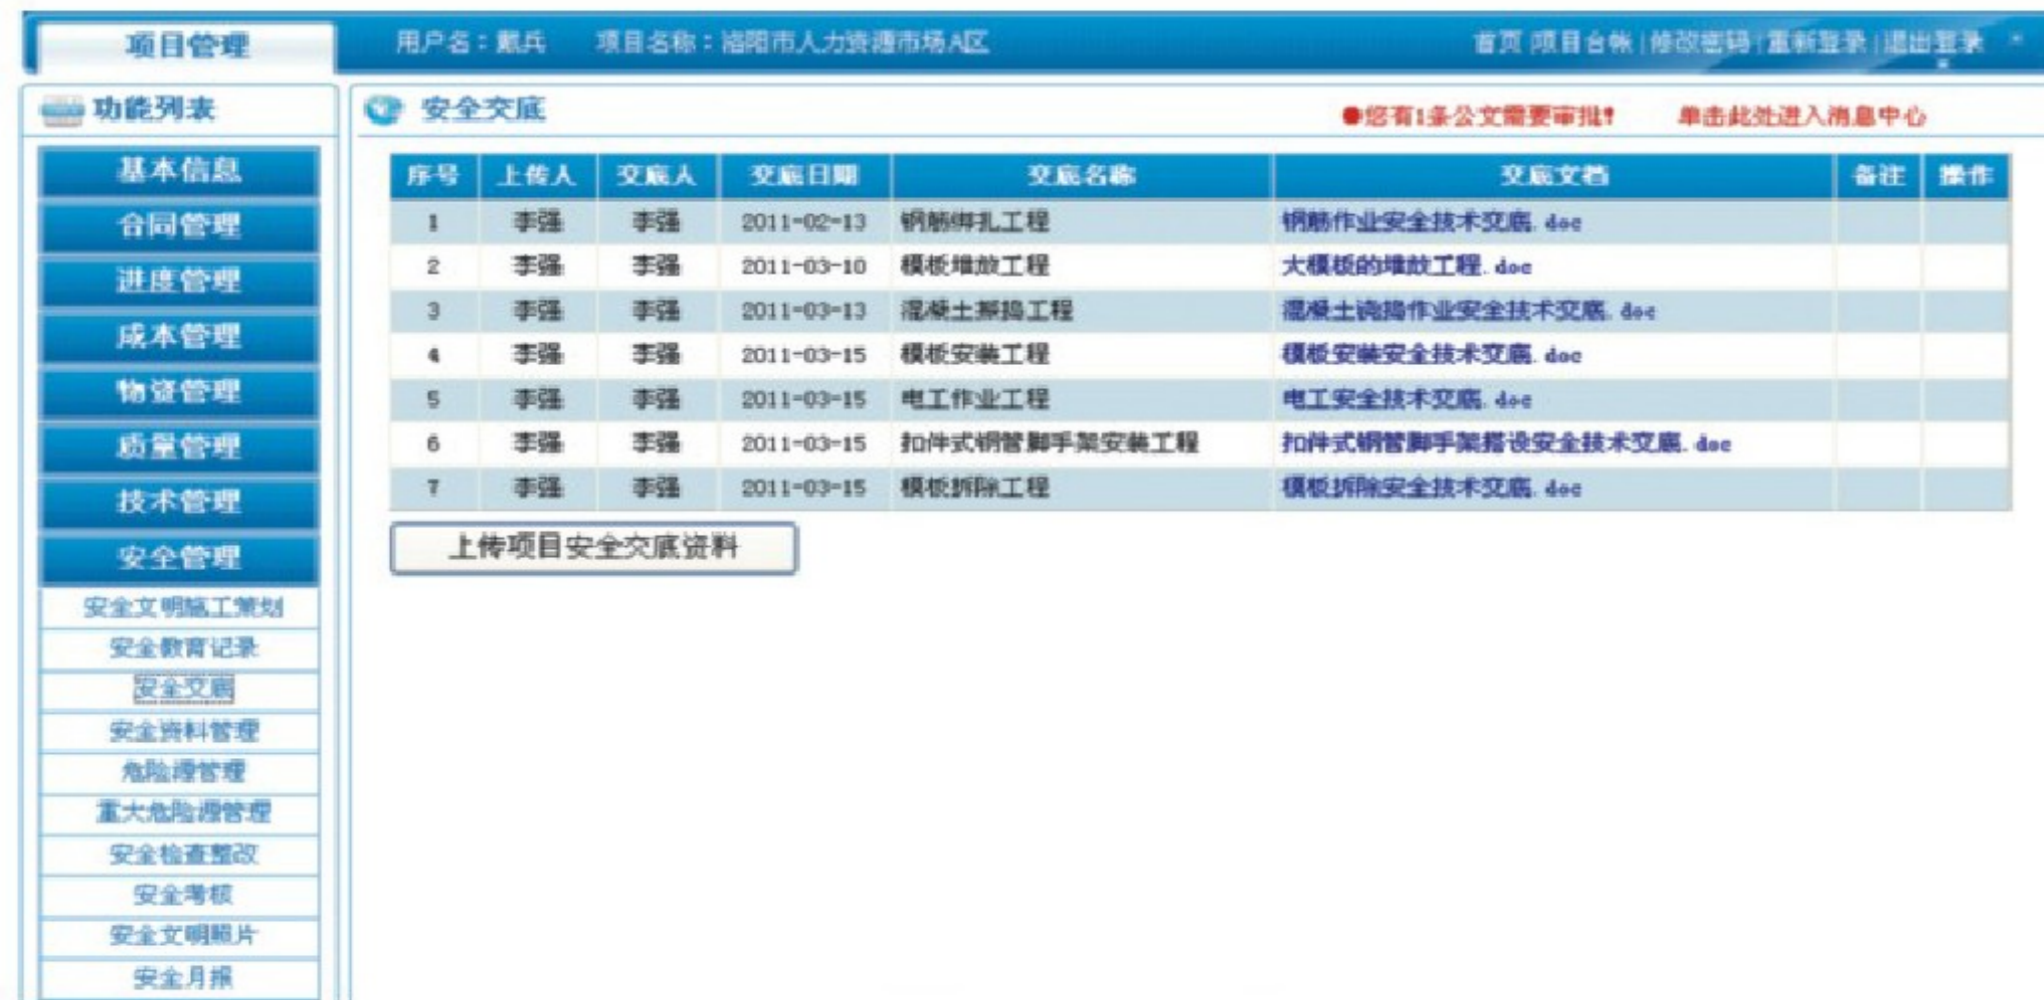 项目管理 用户名：戴兵 项目名称：洛阳市人力资源市场A区 首页|项目台帐|修改密码|重新登录|退出登录
功能列表 安全交底 ●您有1条公文需要审批! 单击此处进入消息中心
基本信息
合同管理
进度管理
成本管理
物资管理
质量管理
技术管理
安全管理
安全文明施工策划
安全教育记录
安全交底
安全资料管理
危险源管理
重大危险源管理
安全检查整改
安全考核
安全文明照片
安全月报
序号 上传人 交底人 交底日期 交底名称 交底文档 备注 操作
1 李强 李强 2011-02-13 钢筋绑扎工程 钢筋作业安全技术交底.doc
2 李强 李强 2011-03-10 模板堆放工程 大模板的堆放工程.doc
3 李强 李强 2011-03-13 混凝土振捣工程 混凝土浇捣作业安全技术交底.doc
4 李强 李强 2011-03-15 模板安装工程 模板安装安全技术交底.doc
5 李强 李强 2011-03-15 电工作业工程 电工安全技术交底.doc
6 李强 李强 2011-03-15 扣件式钢管脚手架安装工程 扣件式钢管脚手架搭设安全技术交底.doc
7 李强 李强 2011-03-15 模板拆除工程 模板拆除安全技术交底.doc
上传项目安全交底资料